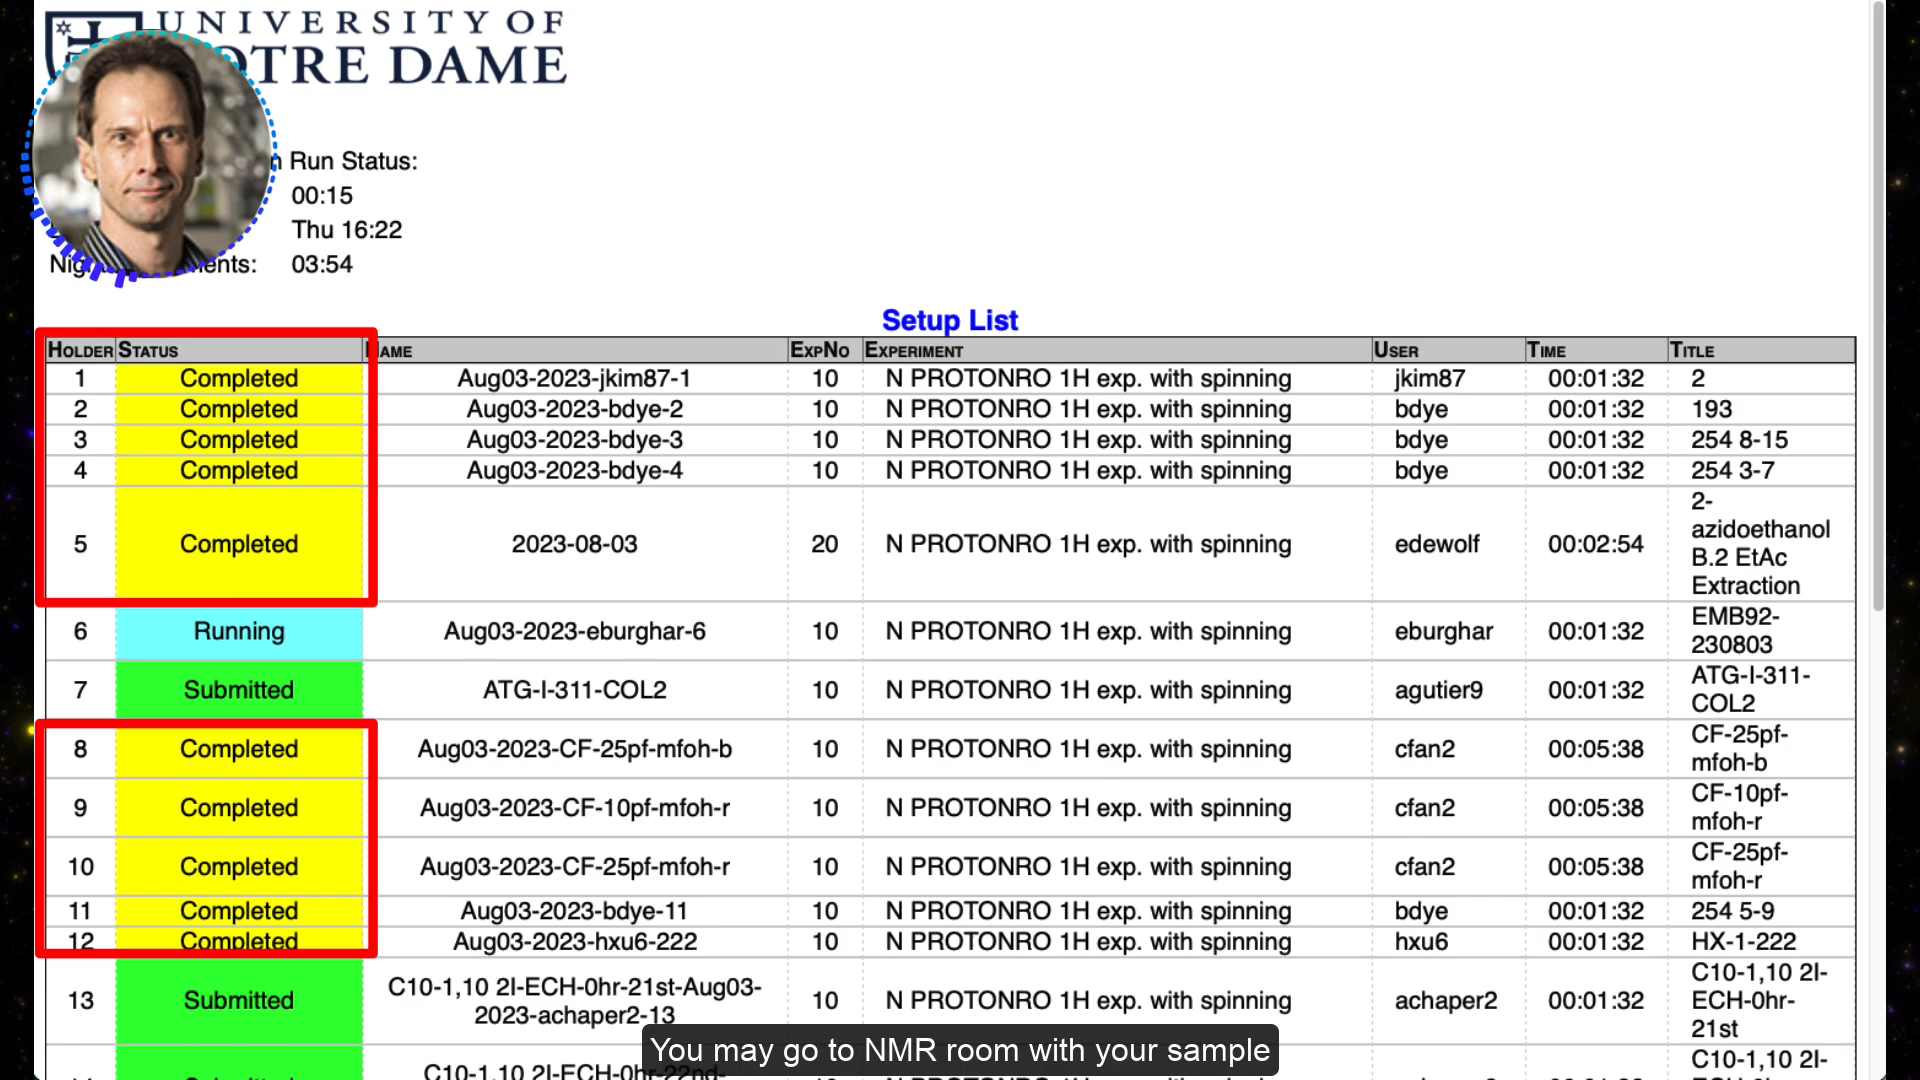 UNIVERSITY OF
OTRE DAME
Run Status:
00:15
Thu 16:22
03:54
Setup List
HOLDER STATUS NAME EXPNO EXPERIMENT USER TIME TITLE
1 Completed Aug03-2023-jkim87-1 10 N PROTONRO 1H exp. with spinning jkim87 00:01:32 2
2 Completed Aug03-2023-bdye-2 10 N PROTONRO 1H exp. with spinning bdye 00:01:32 193
3 Completed Aug03-2023-bdye-3 10 N PROTONRO 1H exp. with spinning bdye 00:01:32 254 8-15
4 Completed Aug03-2023-bdye-4 10 N PROTONRO 1H exp. with spinning bdye 00:01:32 254 3-7
5 Completed 2023-08-03 20 N PROTONRO 1H exp. with spinning edewolf 00:02:54 2-
azidoethanol
B.2 EtAc
Extraction
6 Running Aug03-2023-eburghar-6 10 N PROTONRO 1H exp. with spinning eburghar 00:01:32 EMB92-
230803
7 Submitted ATG-I-311-COL2 10 N PROTONRO 1H exp. with spinning agutier9 00:01:32 ATG-I-311-
COL2
8 Completed Aug03-2023-CF-25pf-mfoh-b 10 N PROTONRO 1H exp. with spinning cfan2 00:05:38 CF-25pf-
mfoh-b
9 Completed Aug03-2023-CF-10pf-mfoh-r 10 N PROTONRO 1H exp. with spinning cfan2 00:05:38 CF-10pf-
mfoh-r
10 Completed Aug03-2023-CF-25pf-mfoh-r 10 N PROTONRO 1H exp. with spinning cfan2 00:05:38 CF-25pf-
mfoh-r
11 Completed Aug03-2023-bdye-11 10 N PROTONRO 1H exp. with spinning bdye 00:01:32 254 5-9
12 Completed Aug03-2023-hxu6-222 10 N PROTONRO 1H exp. with spinning hxu6 00:01:32 HX-1-222
13 Submitted C10-1,10 2I-ECH-0hr-21st-Aug03-
2023-achaper2-13 10 N PROTONRO 1H exp. with spinning achaper2 00:01:32 C10-1,10 2I-
ECH-0hr-
21st
C10-1,10 2I-
You may go to NMR room with your sample